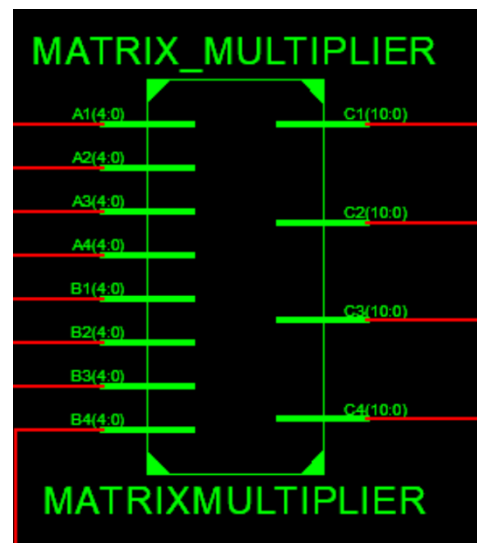 MATRIX_MULTIPLIER
A1(4:0)
A2(4:0)
A3(4:0)
A4(4:0)
B1(4:0)
B2(4:0)
B3(4:0)
B4(4:0)
C1(10:0)
C2(10:0)
C3(10:0)
C4(10:0)
MATRIXMULTIPLIER